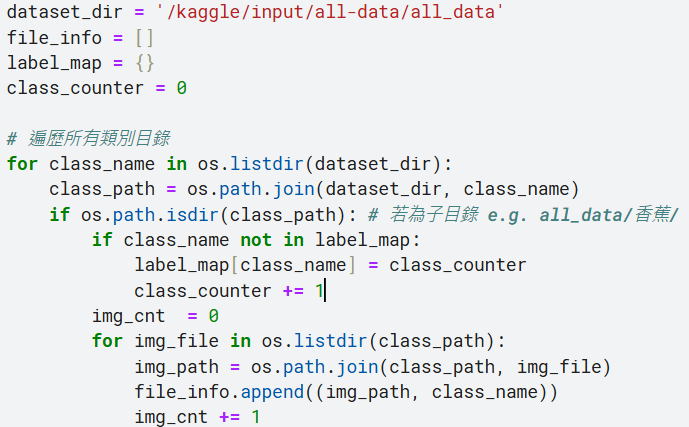 dataset_dir = '/kaggle/input/all-data/all_data'
file_info = []
label_map = {}
class_counter = 0
# 遍歷所有類別目錄
for class_name in os.listdir(dataset_dir):
    class_path = os.path.join(dataset_dir, class_name)
    if os.path.isdir(class_path): # 若為子目錄 e.g. all_data/香蕉/
        if class_name not in label_map:
            label_map[class_name] = class_counter
            class_counter += 1
        img_cnt  = 0
        for img_file in os.listdir(class_path):
            img_path = os.path.join(class_path, img_file)
            file_info.append((img_path, class_name))
            img_cnt += 1